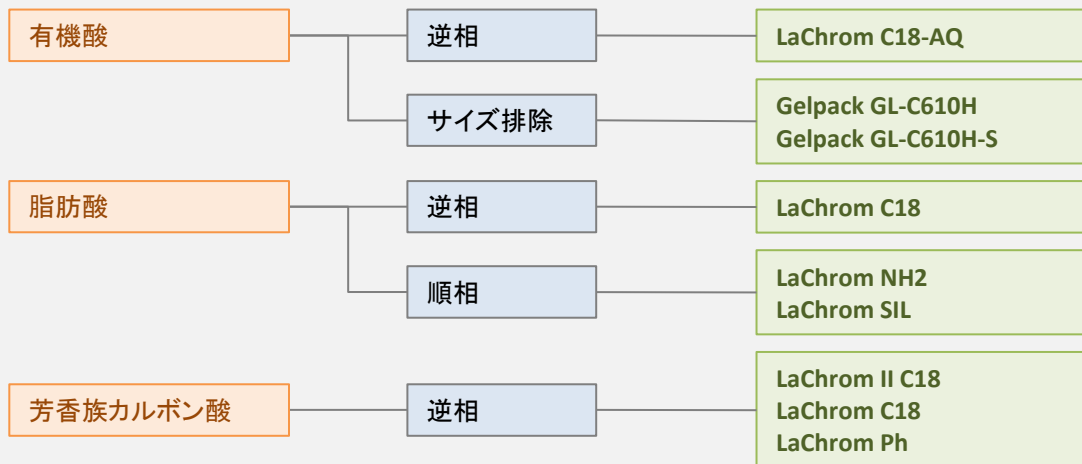 有機酸
逆相
LaChrom C18-AQ
サイズ排除
Gelpack GL-C610H
Gelpack GL-C610H-S
脂肪酸
逆相
LaChrom C18
順相
LaChrom NH2
LaChrom SIL
芳香族カルボン酸
逆相
LaChrom II C18
LaChrom C18
LaChrom Ph